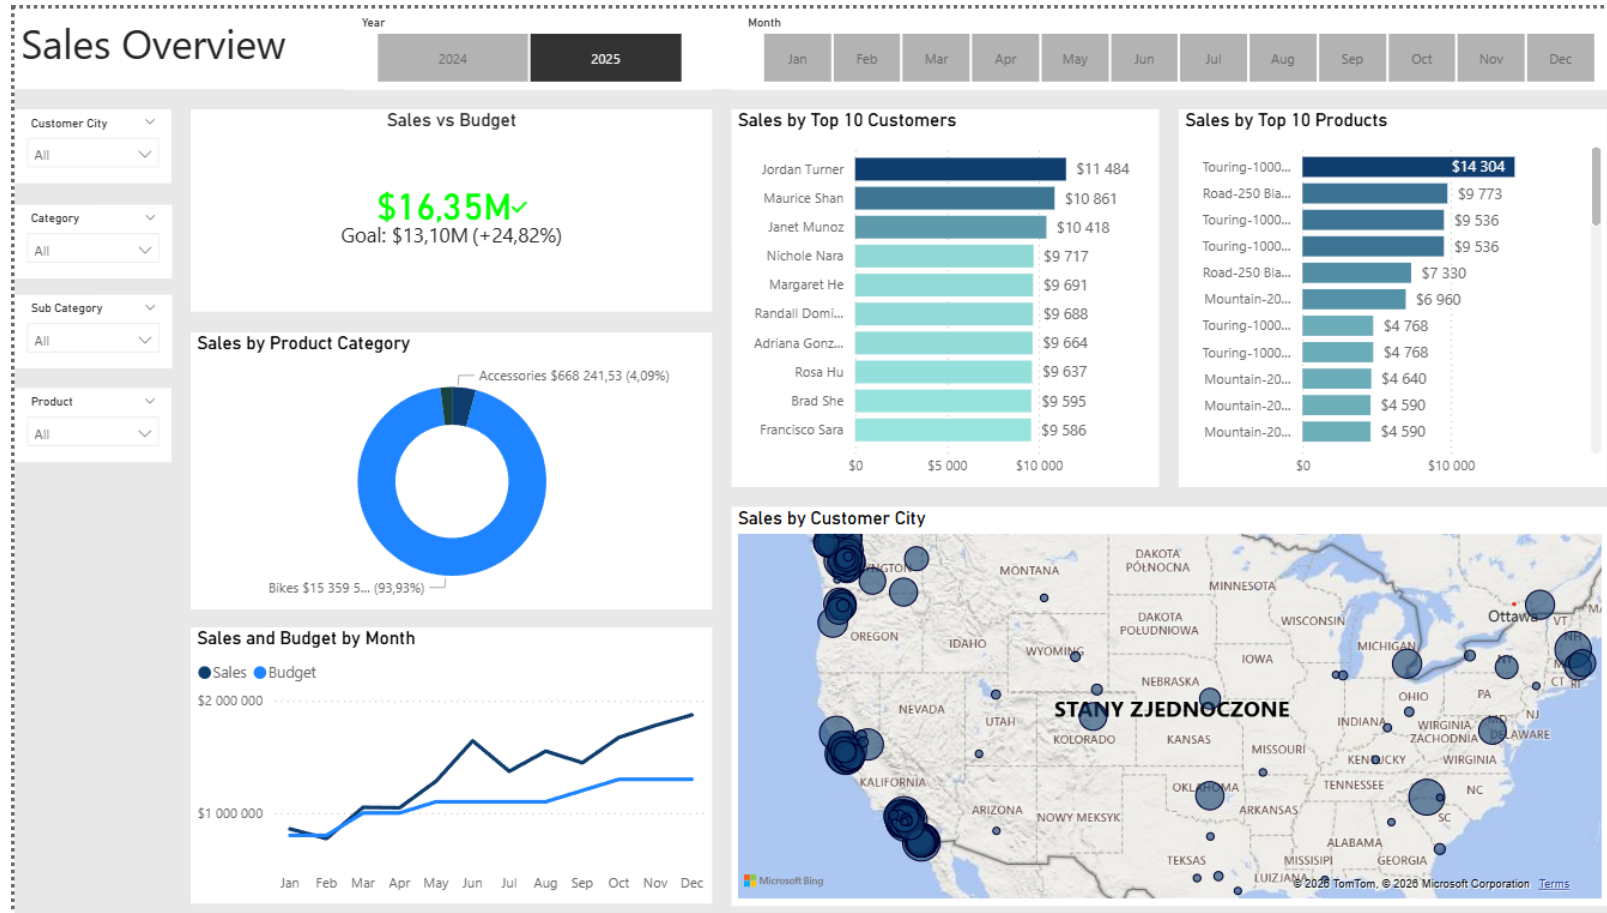 Sales Overview
Year
2024
2025
Month
Jan
Feb
Mar
Apr
May
Jun
Jul
Aug
Sep
Oct
Nov
Dec
Customer City
All
Category
All
Sub Category
All
Product
All
Sales vs Budget
$16,35M
Goal: $13,10M (+24,82%)
Sales by Product Category
Accessories $668 241,53 (4,09%)
Bikes $15 359 5... (93,93%)
Sales and Budget by Month
Sales Budget
$2 000 000
$1 000 000
Jan Feb Mar Apr May Jun Jul Aug Sep Oct Nov Dec
Sales by Top 10 Customers
Jordan Turner $11 484
Maurice Shan $10 861
Janet Munoz $10 418
Nichole Nara $9 717
Margaret He $9 691
Randall Domi... $9 688
Adriana Gonz... $9 664
Rosa Hu $9 637
Brad She $9 595
Francisco Sara $9 586
$0 $5 000 $10 000
Sales by Top 10 Products
Touring-1000... $14 304
Road-250 Bla... $9 773
Touring-1000... $9 536
Touring-1000... $9 536
Road-250 Bla... $7 330
Mountain-20... $6 960
Touring-1000... $4 768
Touring-1000... $4 768
Mountain-20... $4 640
Mountain-20... $4 590
Mountain-20... $4 590
$0 $10 000
Sales by Customer City
DAKOTA
PÓŁNOCNA
MONTANA
MINNESOTA
Ottawa
VT
NH
DAKOTA
POŁUDNIOWA
WISCONSIN
OREGON
IDAHO
WYOMING
MICHIGAN
NY
IOWA
CT RI
NEBRASKA
OHIO
PA
NEVADA
UTAH
STANY ZJEDNOCZONE
INDIANA
NJ
WIRGINIA
ZACHODNIA
MD
DELAWARE
KOLORADO
KANSAS
MISSOURI
KENTUCKY
WIRGINIA
KALIFORNIA
OKLAHOMA
TENNESSEE
NC
ARIZONA
NOWY MEKSYK
ARKANSAS
SC
ALABAMA
TEKSAS
MISSISIPI
GEORGIA
Microsoft Bing
© 2026 TomTom, © 2026 Microsoft Corporation Terms